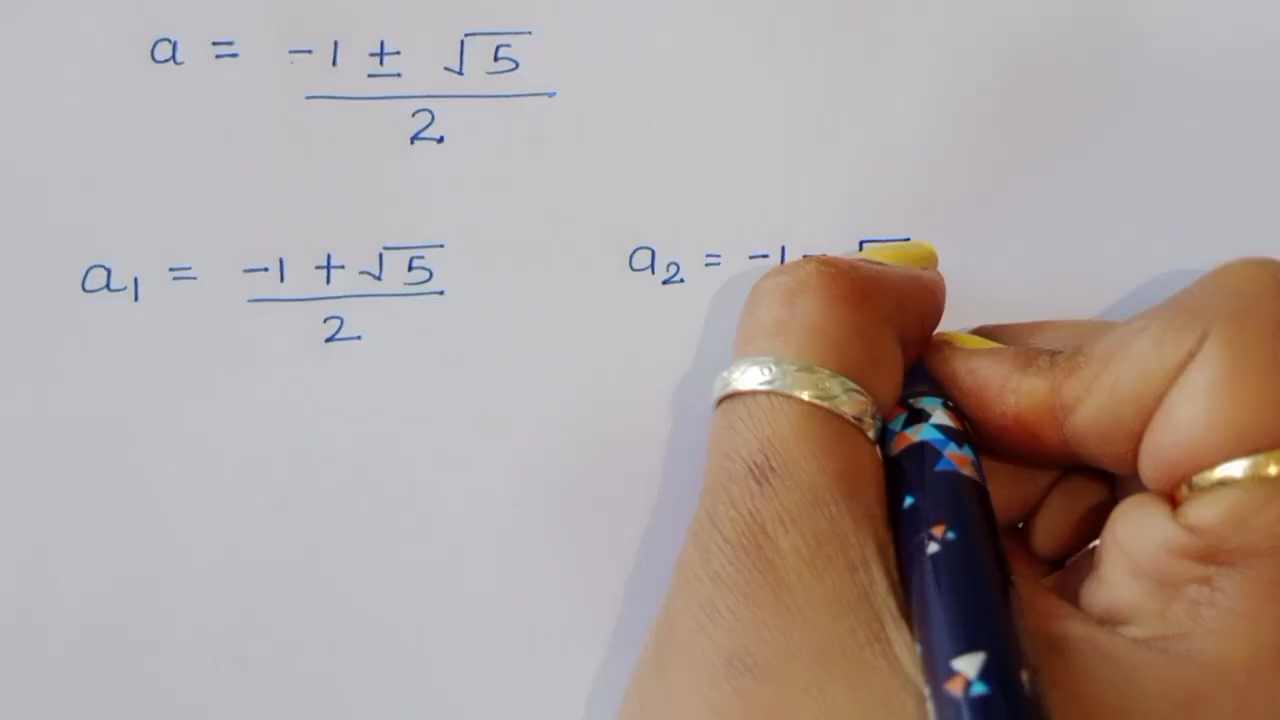 a = (-1 ± √5)/2
a₁ = (-1 + √5)/2 a₂ = -1 - √